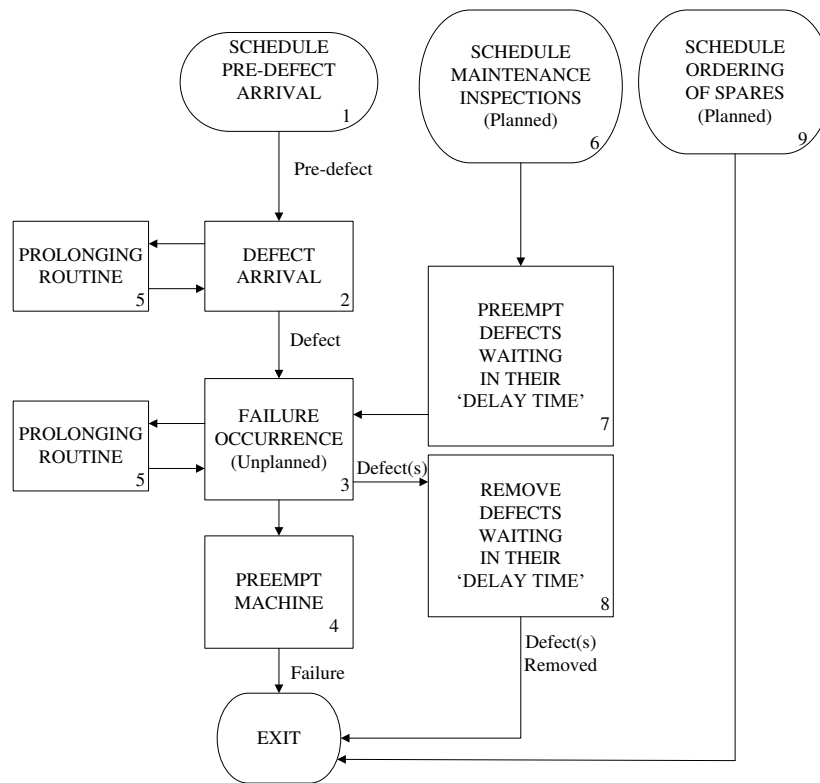 SCHEDULE
PRE-DEFECT
ARRIVAL
1
SCHEDULE
MAINTENANCE
INSPECTIONS
(Planned)
6
SCHEDULE
ORDERING
OF SPARES
(Planned)
9
Pre-defect
PROLONGING
ROUTINE
5
DEFECT
ARRIVAL
2
PREEMPT
DEFECTS
WAITING
IN THEIR
‘DELAY TIME’
7
Defect
PROLONGING
ROUTINE
5
FAILURE
OCCURRENCE
(Unplanned)
3
Defect(s)
REMOVE
DEFECTS
WAITING
IN THEIR
‘DELAY TIME’
8
PREEMPT
MACHINE
4
Defect(s)
Removed
Failure
EXIT